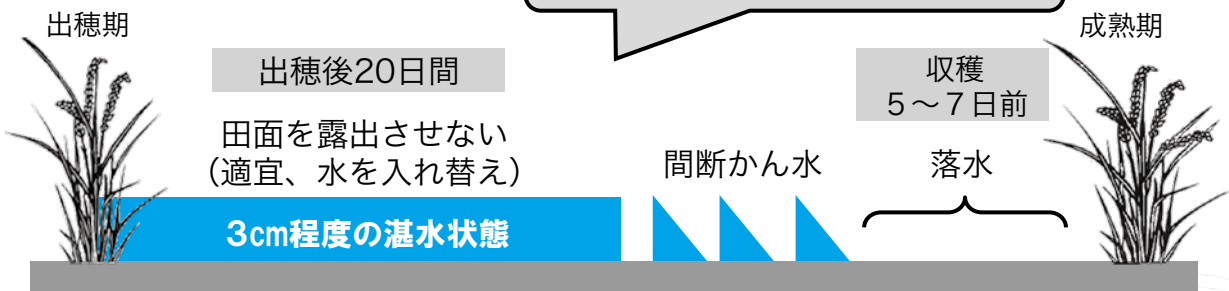 出穂期
成熟期
出穂後20日間
収穫
５～７日前
田面を露出させない
（適宜、水を入れ替え）
間断かん水
落水
3cm程度の湛水状態